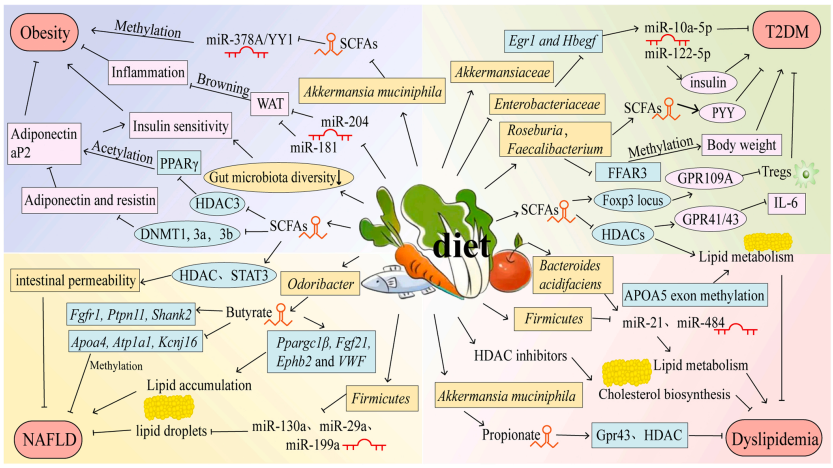 Obesity
Methylation
miR-378A/YY1
SCFAs
Inflammation
Akkermansia muciniphila
Browning
WAT
miR-204
miR-181
Adiponectin
aP2
Insulin sensitivity
Acetylation
PPARγ
Gut microbiota diversity
Adiponectin and resistin
HDAC3
SCFAs
DNMT1, 3a, 3b
diet
T2DM
Egr1 and Hbegf
miR-10a-5p
miR-122-5p
Akkermansiaceae
insulin
Enterobacteriaceae
SCFAs
PYY
Roseburia、
Faecalibacterium
Methylation
Body weight
FFAR3
GPR109A
Tregs
Foxp3 locus
SCFAs
GPR41/43
IL-6
HDACs
Lipid metabolism
intestinal permeability
HDAC、STAT3
Odoribacter
Fgfr1, Ptpn11, Shank2
Butyrate
Apoa4, Atp1a1, Kcnj16
Ppargc1β, Fgf21,
Ephb2 and VWF
Methylation
Lipid accumulation
Firmicutes
NAFLD
lipid droplets
miR-130a、miR-29a、
miR-199a
Bacteroides
acidifaciens
APOA5 exon methylation
Firmicutes
miR-21、miR-484
HDAC inhibitors
Lipid metabolism
Cholesterol biosynthesis
Akkermansia muciniphila
Propionate
Gpr43、HDAC
Dyslipidemia